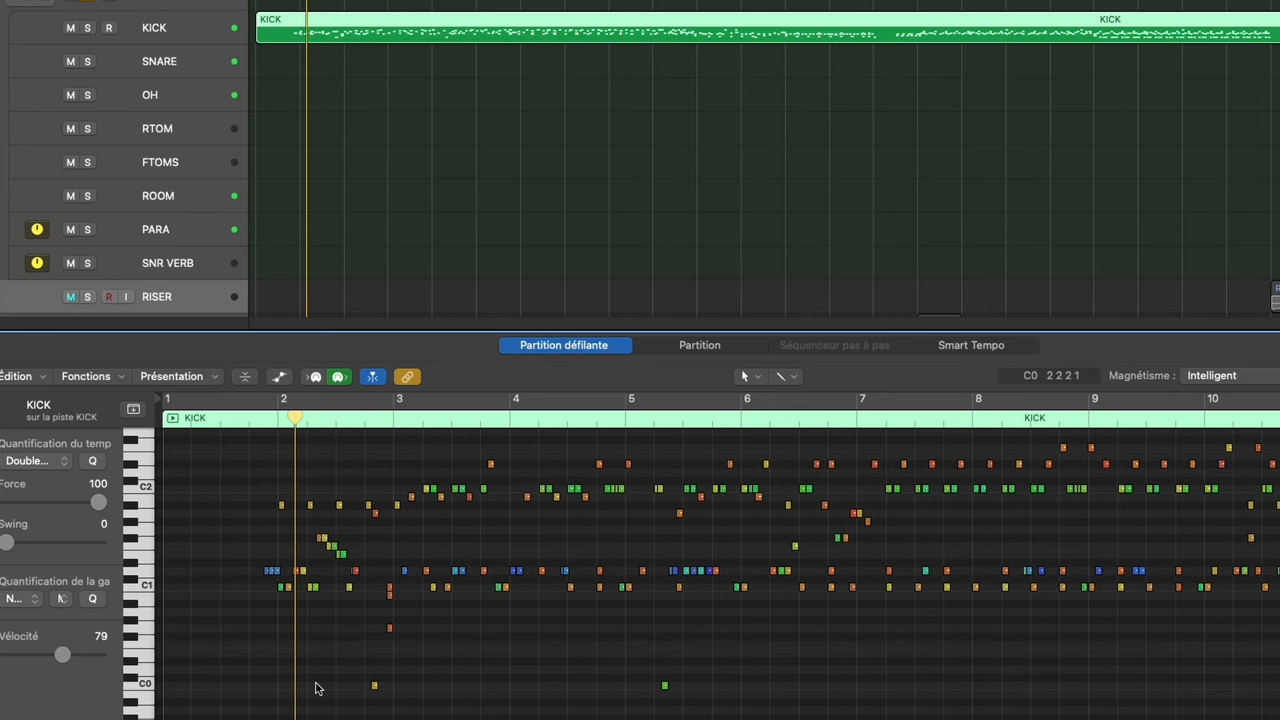 M S R KICK
KICK KICK
M S SNARE
M S OH
M S RTOM
M S FTOMS
M S ROOM
M S PARA
M S SNR VERB
M S R I RISER
R
Partition défilante Partition Séquenceur pas à pas Smart Tempo
Édition Fonctions Présentation C0 2 2 2 1 Magnétisme : Intelligent
KICK
sur la piste KICK
1 2 3 4 5 6 7 8 9 10
KICK KICK
Quantification du temp
Double... Q
Force 100
Swing 0
Quantification de la ga
N... Q
Vélocité 79
C2
C1
C0